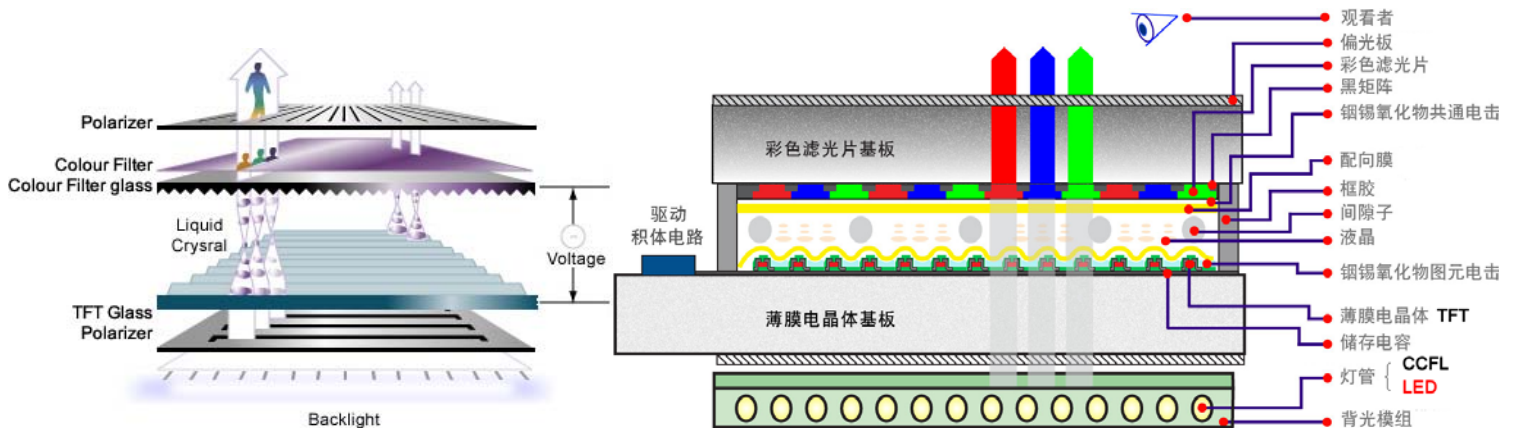 Polarizer
Colour Filter
Colour Filter glass
Liquid
Crysral
Voltage
TFT Glass
Polarizer
Backlight
彩色滤光片基板
驱动
积体电路
薄膜电晶体基板
观看者
偏光板
彩色滤光片
黑矩阵
铟锡氧化物共通电击
配向膜
框胶
间隙子
液晶
铟锡氧化物图元电击
薄膜电晶体 TFT
储存电容
灯管 { CCFL
LED
背光模组